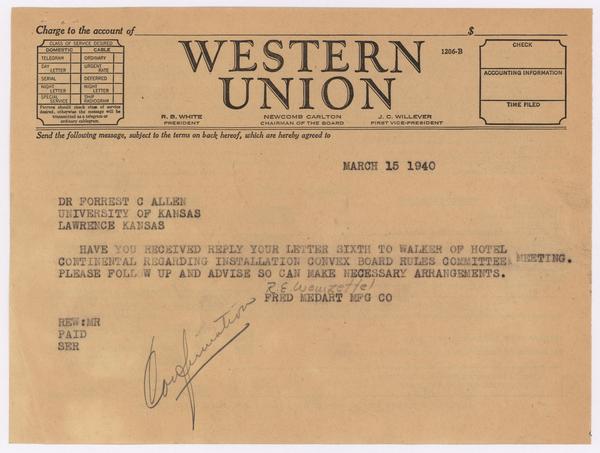 Charge to the account of $
CLASS OF SERVICE DESIRED
DOMESTIC CABLE
TELEGRAM ORDINARY
DAY LETTER URGENT RATE
SERIAL DEFERRED
NIGHT LETTER NIGHT LETTER
SPECIAL SERVICE SHIP RADIOGRAM
Patrons should check class of service desired, otherwise the message will be transmitted as a telegram or ordinary cablegram.
WESTERN
UNION
1206-B
CHECK
ACCOUNTING INFORMATION
TIME FILED
R. B. WHITE
PRESIDENT
NEWCOMB CARLTON
CHAIRMAN OF THE BOARD
J. C. WILLEVER
FIRST VICE-PRESIDENT
Send the following message, subject to the terms on back hereof, which are hereby agreed to
MARCH 15 1940
DR FORREST C ALLEN
UNIVERSITY OF KANSAS
LAWRENCE KANSAS
HAVE YOU RECEIVED REPLY YOUR LETTER SIXTH TO WALKER OF HOTEL
CONTINENTAL REGARDING INSTALLATION CONVEX BOARD RULES COMMITTEE MEETING.
PLEASE FOLLOW UP AND ADVISE SO CAN MAKE NECESSARY ARRANGEMENTS.
R.E.
FRED MEDART MFG CO
REW:MR
PAID
SER
Confirmation